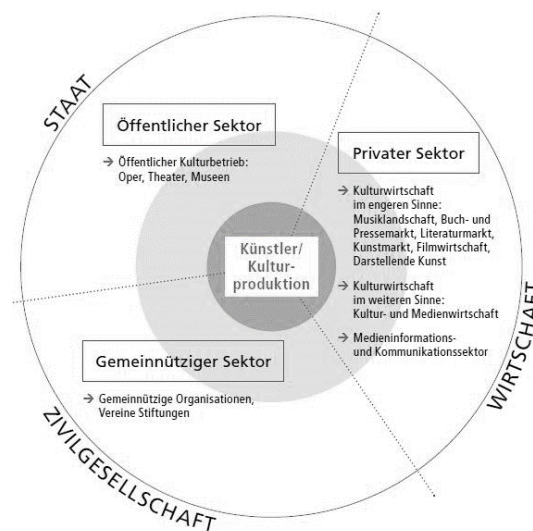 STAAT
Öffentlicher Sektor
→ Öffentlicher Kulturbetrieb:
Oper, Theater, Museen
Privater Sektor
→ Kulturwirtschaft
im engeren Sinne:
Musiklandschaft, Buch- und
Pressemarkt, Literaturmarkt,
Kunstmarkt, Filmwirtschaft,
Darstellende Kunst
→ Kulturwirtschaft
im weiteren Sinne:
Kultur- und Medienwirtschaft
→ Medieninformations-
und Kommunikationssektor
WIRTSCHAFT
Künstler/
Kultur-
produktion
Gemeinnütziger Sektor
→ Gemeinnützige Organisationen,
Vereine Stiftungen
ZIVILGESELLSCHAFT